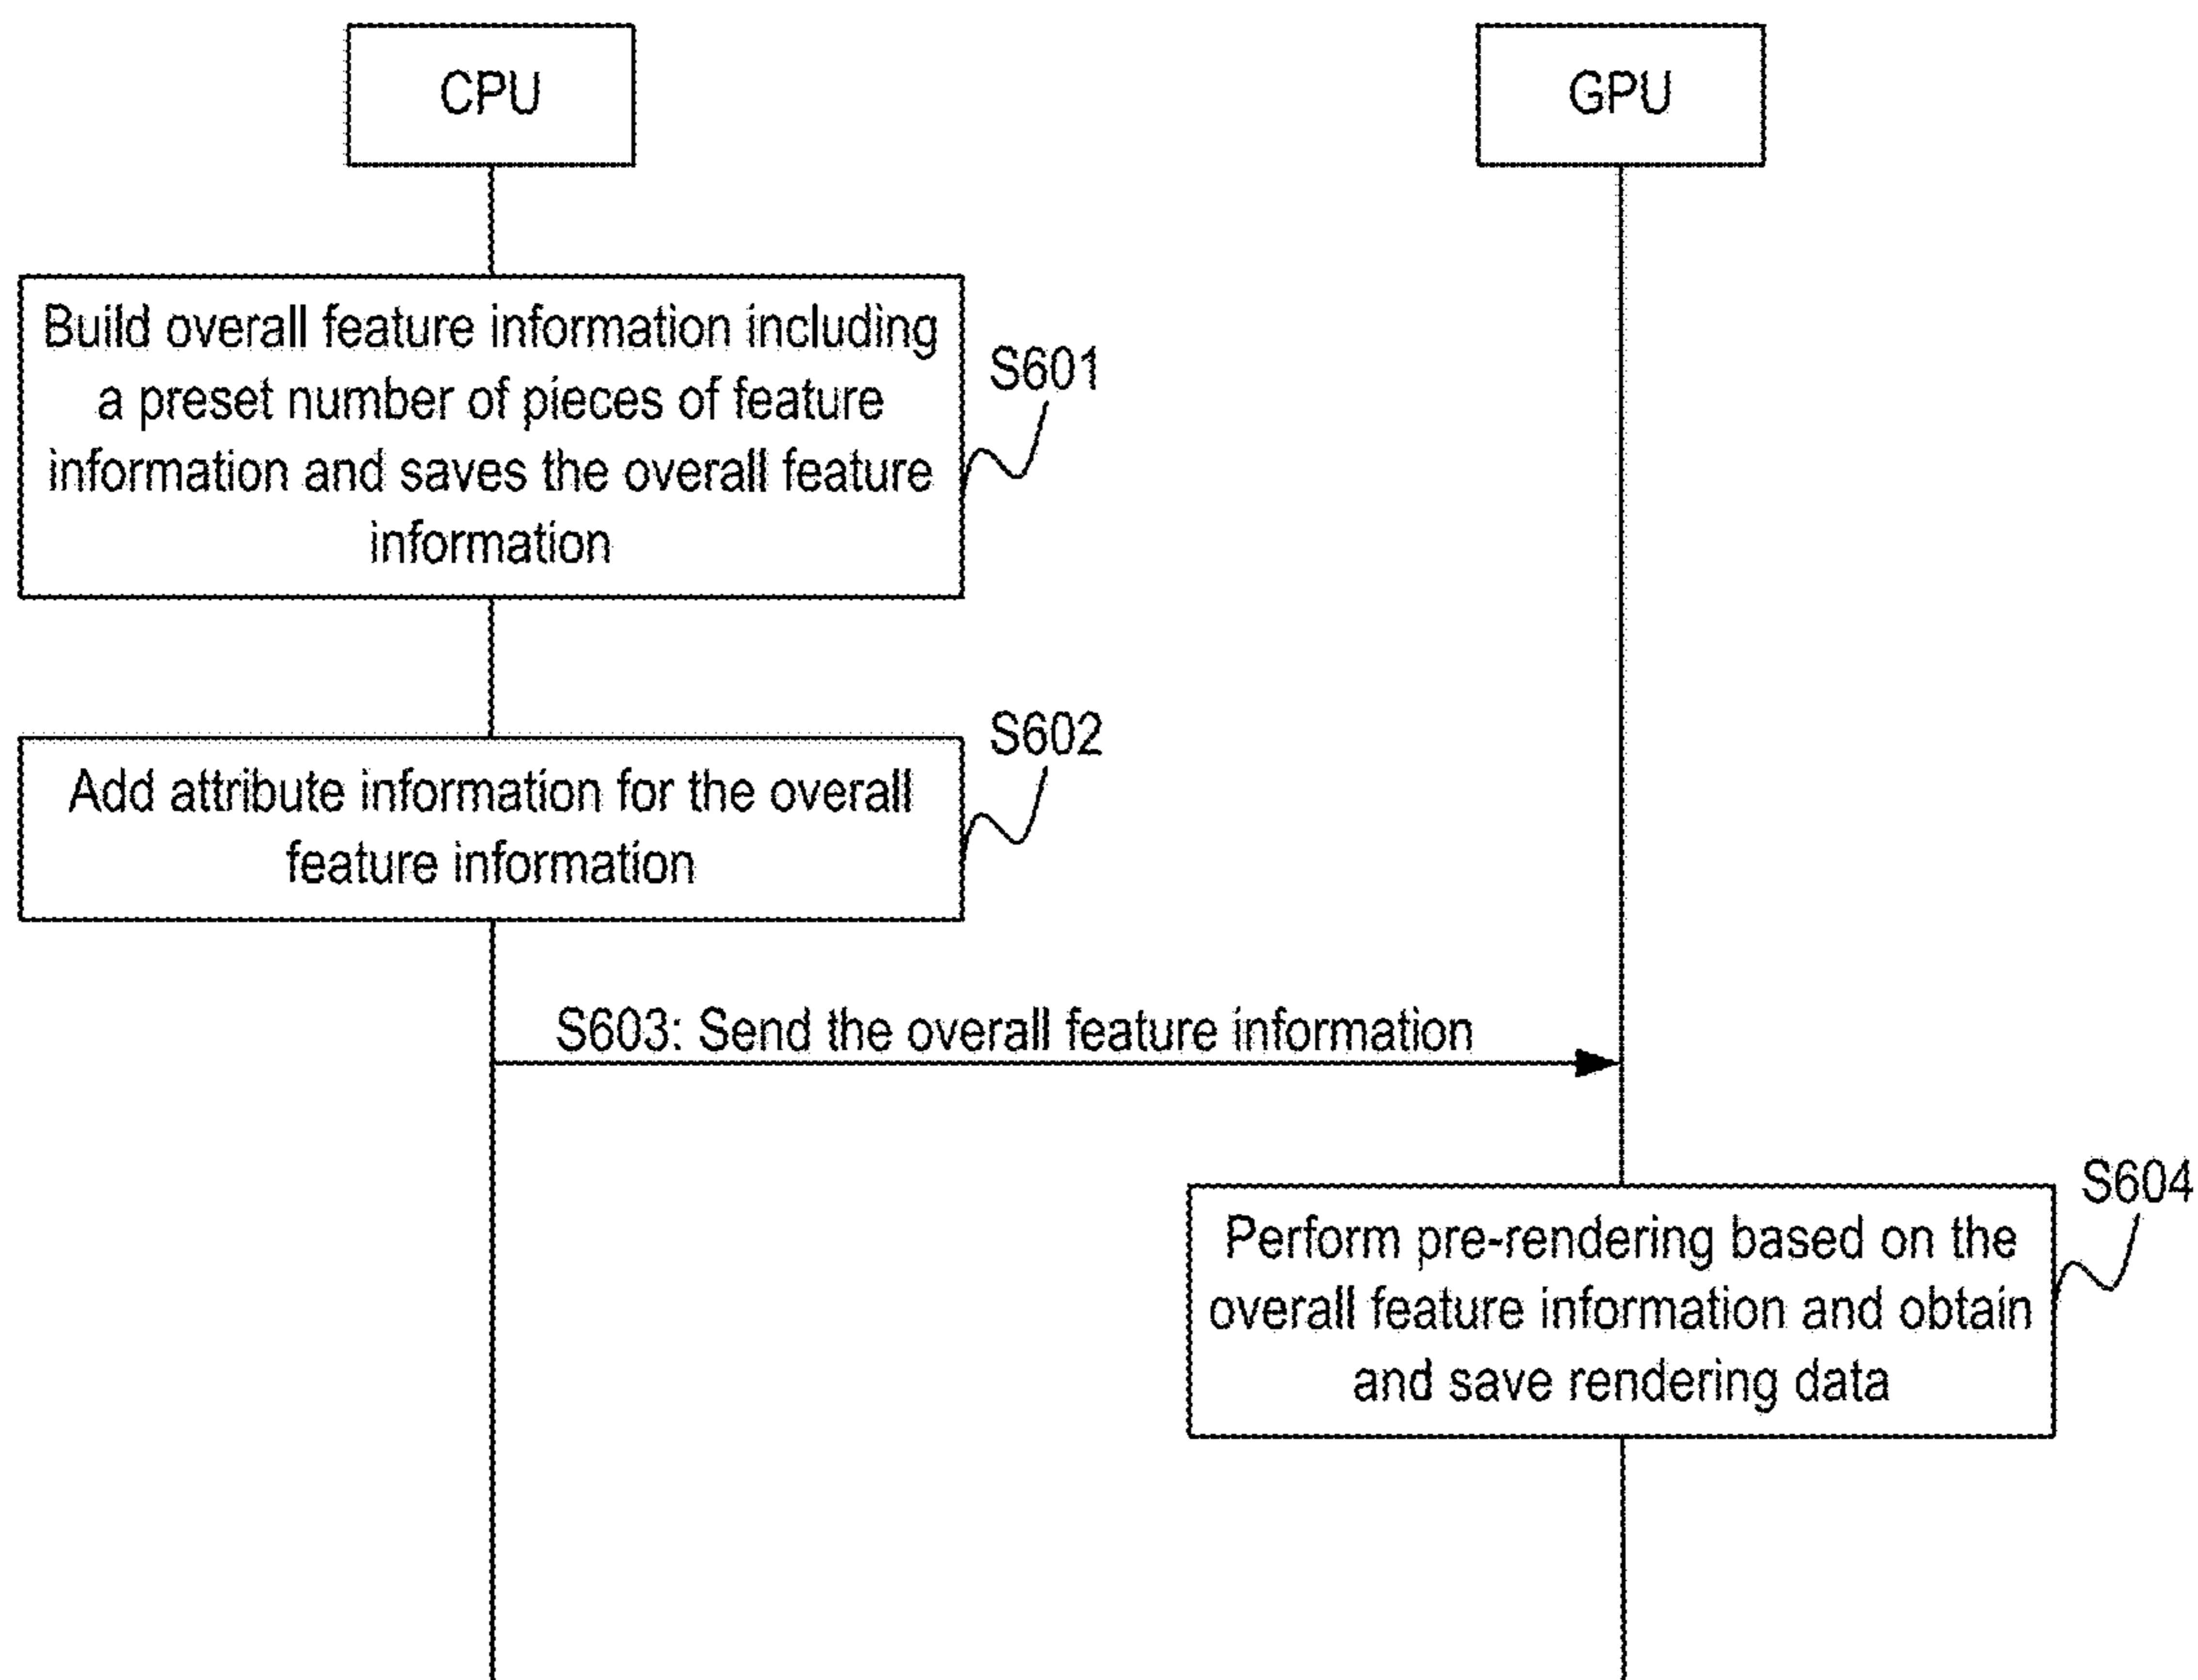 CPU
GPU
Build overall feature information including
a preset number of pieces of feature
information and saves the overall feature
information
S601
Add attribute information for the overall
feature information
S602
S603: Send the overall feature information
S604
Perform pre-rendering based on the
overall feature information and obtain
and save rendering data